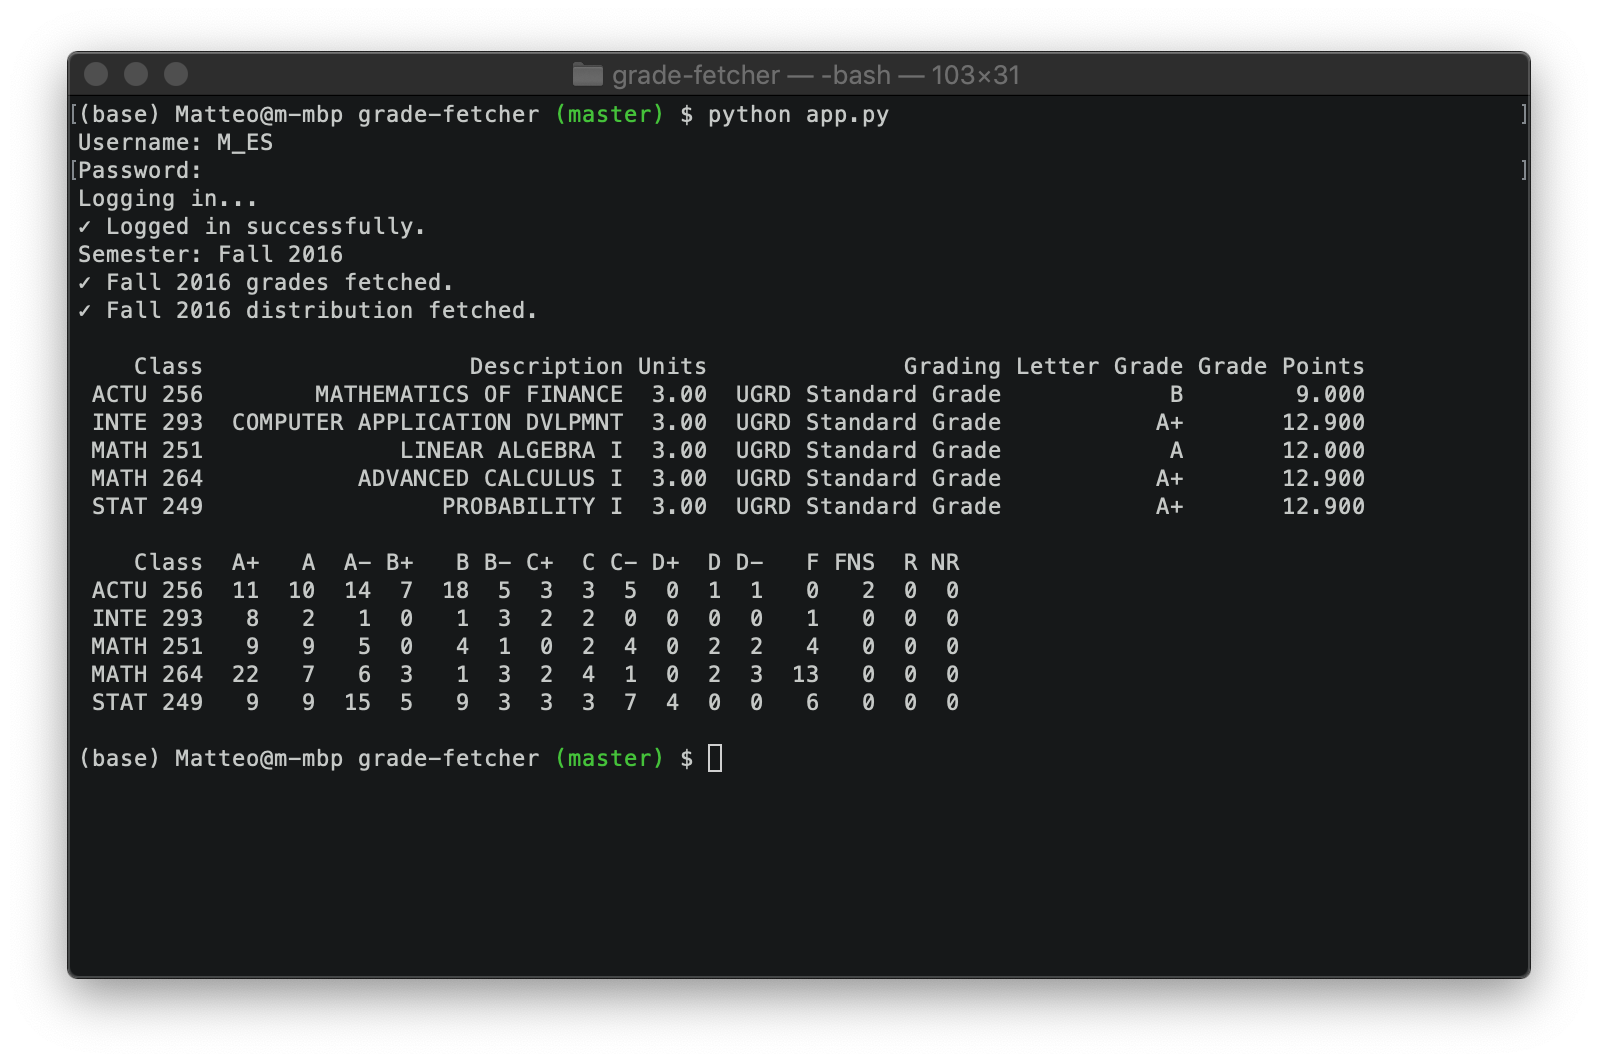 grade-fetcher — -bash — 103×31
[(base) Matteo@m-mbp grade-fetcher (master) $ python app.py ]
Username: M_ES
[Password: ]
Logging in...
✓ Logged in successfully.
Semester: Fall 2016
✓ Fall 2016 grades fetched.
✓ Fall 2016 distribution fetched.
Class Description Units Grading Letter Grade Grade Points
ACTU 256 MATHEMATICS OF FINANCE 3.00 UGRD Standard Grade B 9.000
INTE 293 COMPUTER APPLICATION DVLPMNT 3.00 UGRD Standard Grade A+ 12.900
MATH 251 LINEAR ALGEBRA I 3.00 UGRD Standard Grade A 12.000
MATH 264 ADVANCED CALCULUS I 3.00 UGRD Standard Grade A+ 12.900
STAT 249 PROBABILITY I 3.00 UGRD Standard Grade A+ 12.900
Class A+ A A- B+ B B- C+ C C- D+ D D- F FNS R NR
ACTU 256 11 10 14 7 18 5 3 3 5 0 1 1 0 2 0 0
INTE 293 8 2 1 0 1 3 2 2 0 0 0 0 1 0 0 0
MATH 251 9 9 5 0 4 1 0 2 4 0 2 2 4 0 0 0
MATH 264 22 7 6 3 1 3 2 4 1 0 2 3 13 0 0 0
STAT 249 9 9 15 5 9 3 3 3 7 4 0 0 6 0 0 0
(base) Matteo@m-mbp grade-fetcher (master) $